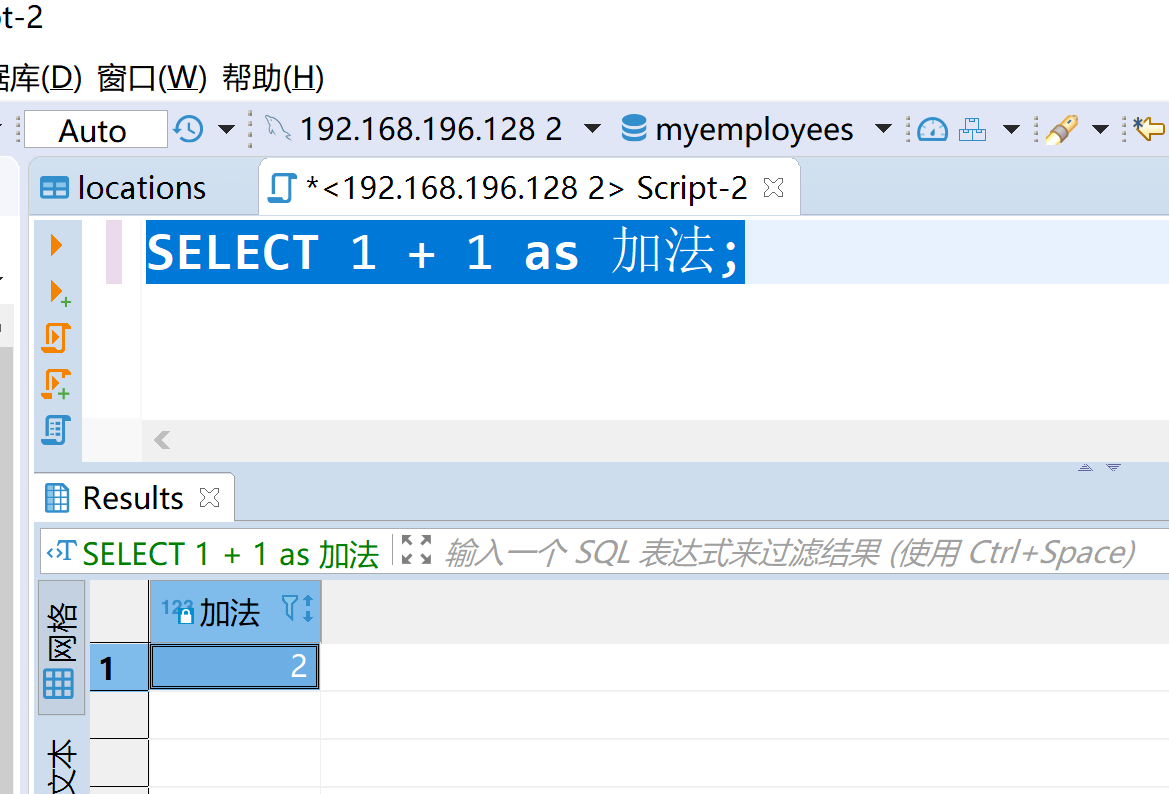 t-2
库(D) 窗口(W) 帮助(H)
Auto 192.168.196.128 2 myemployees
locations *<192.168.196.128 2> Script-2
SELECT 1 + 1 as 加法;
Results
SELECT 1 + 1 as 加法 输入一个 SQL 表达式来过滤结果 (使用 Ctrl+Space)
网格
123 加法
1 2
文本